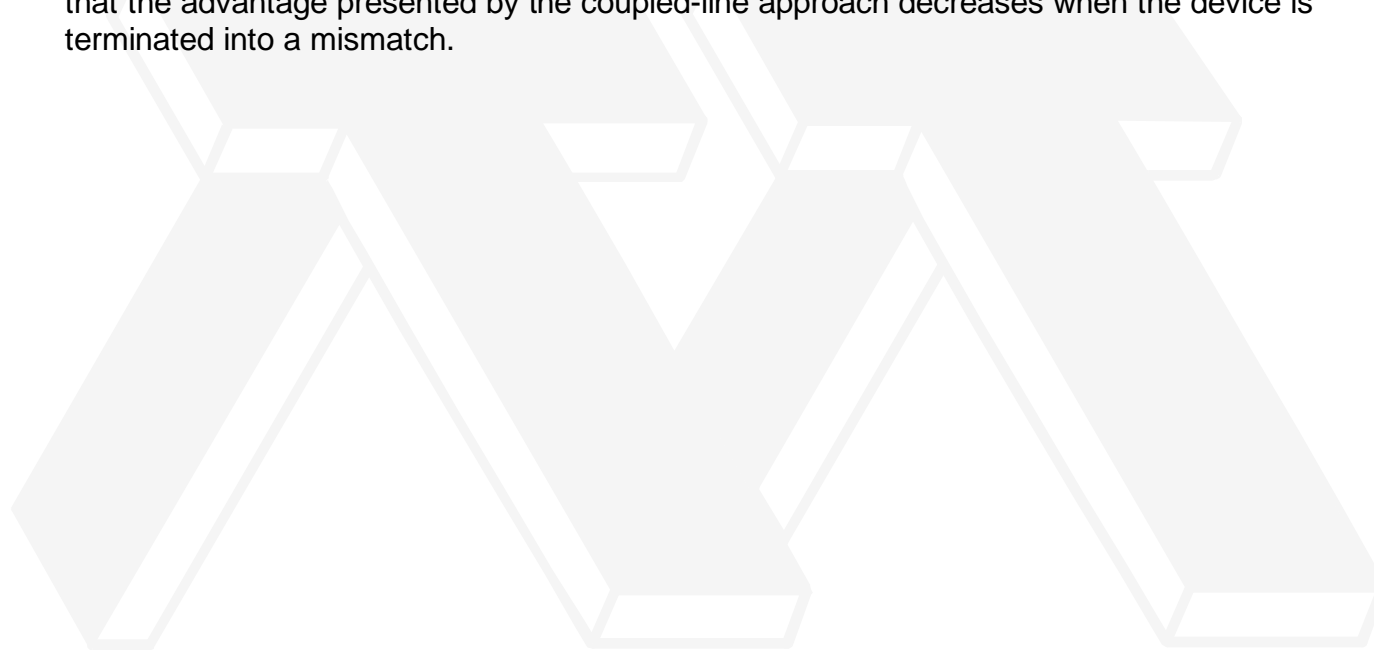 that the advantage presented by the coupled-line approach decreases when the device is
terminated into a mismatch.